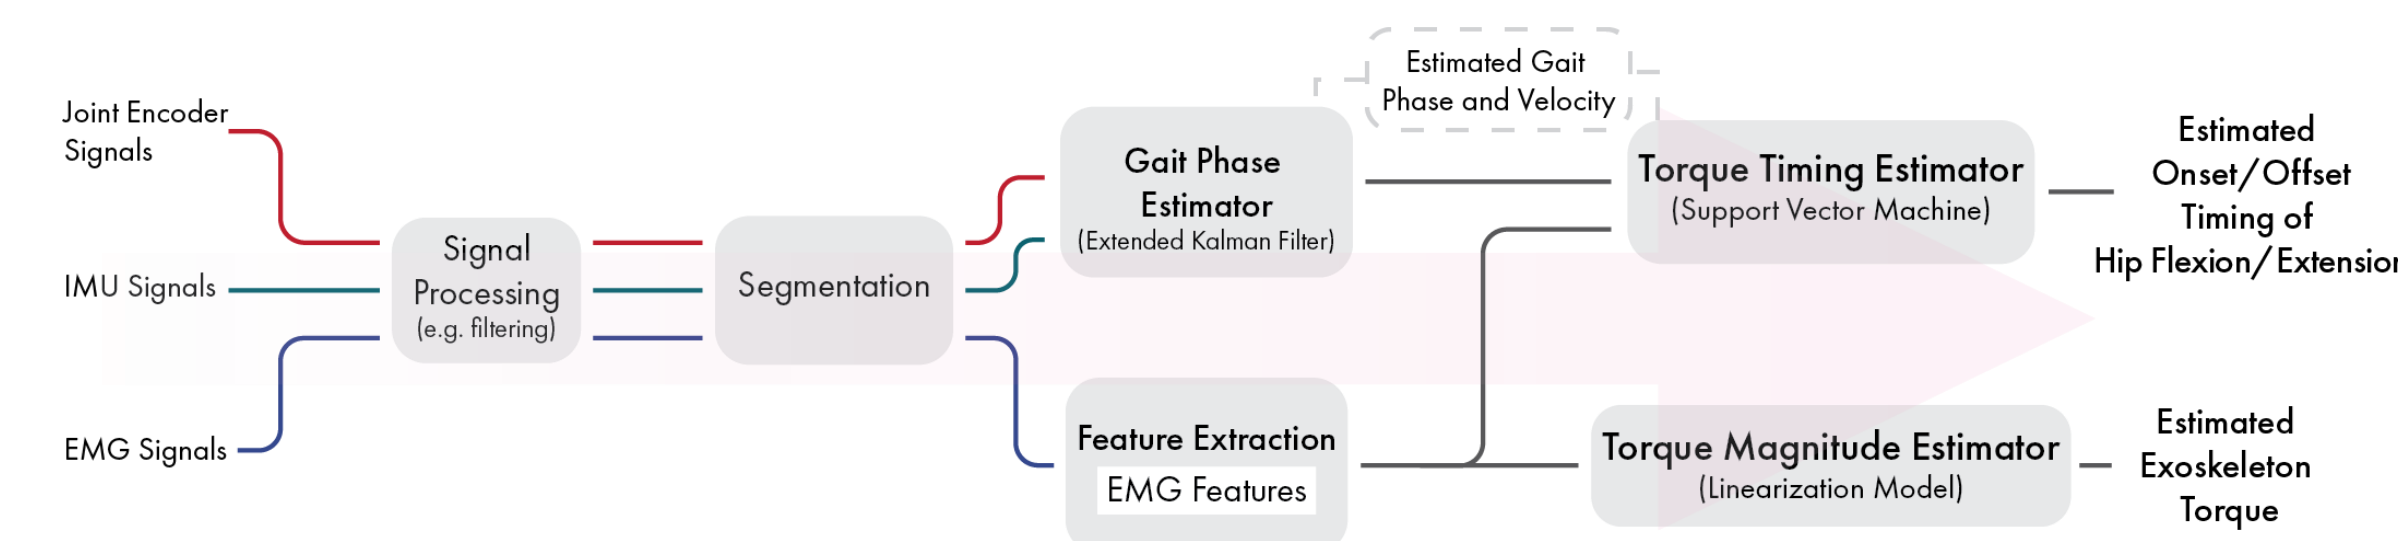 Joint Encoder
Signals
IMU Signals
EMG Signals
Signal
Processing
(e.g. filtering)
Segmentation
Gait Phase
Estimator
(Extended Kalman Filter)
Feature Extraction
EMG Features
Estimated Gait
Phase and Velocity
Torque Timing Estimator
(Support Vector Machine)
Torque Magnitude Estimator
(Linearization Model)
Estimated
Onset/Offset
Timing of
Hip Flexion/Extension
Estimated
Exoskeleton
Torque